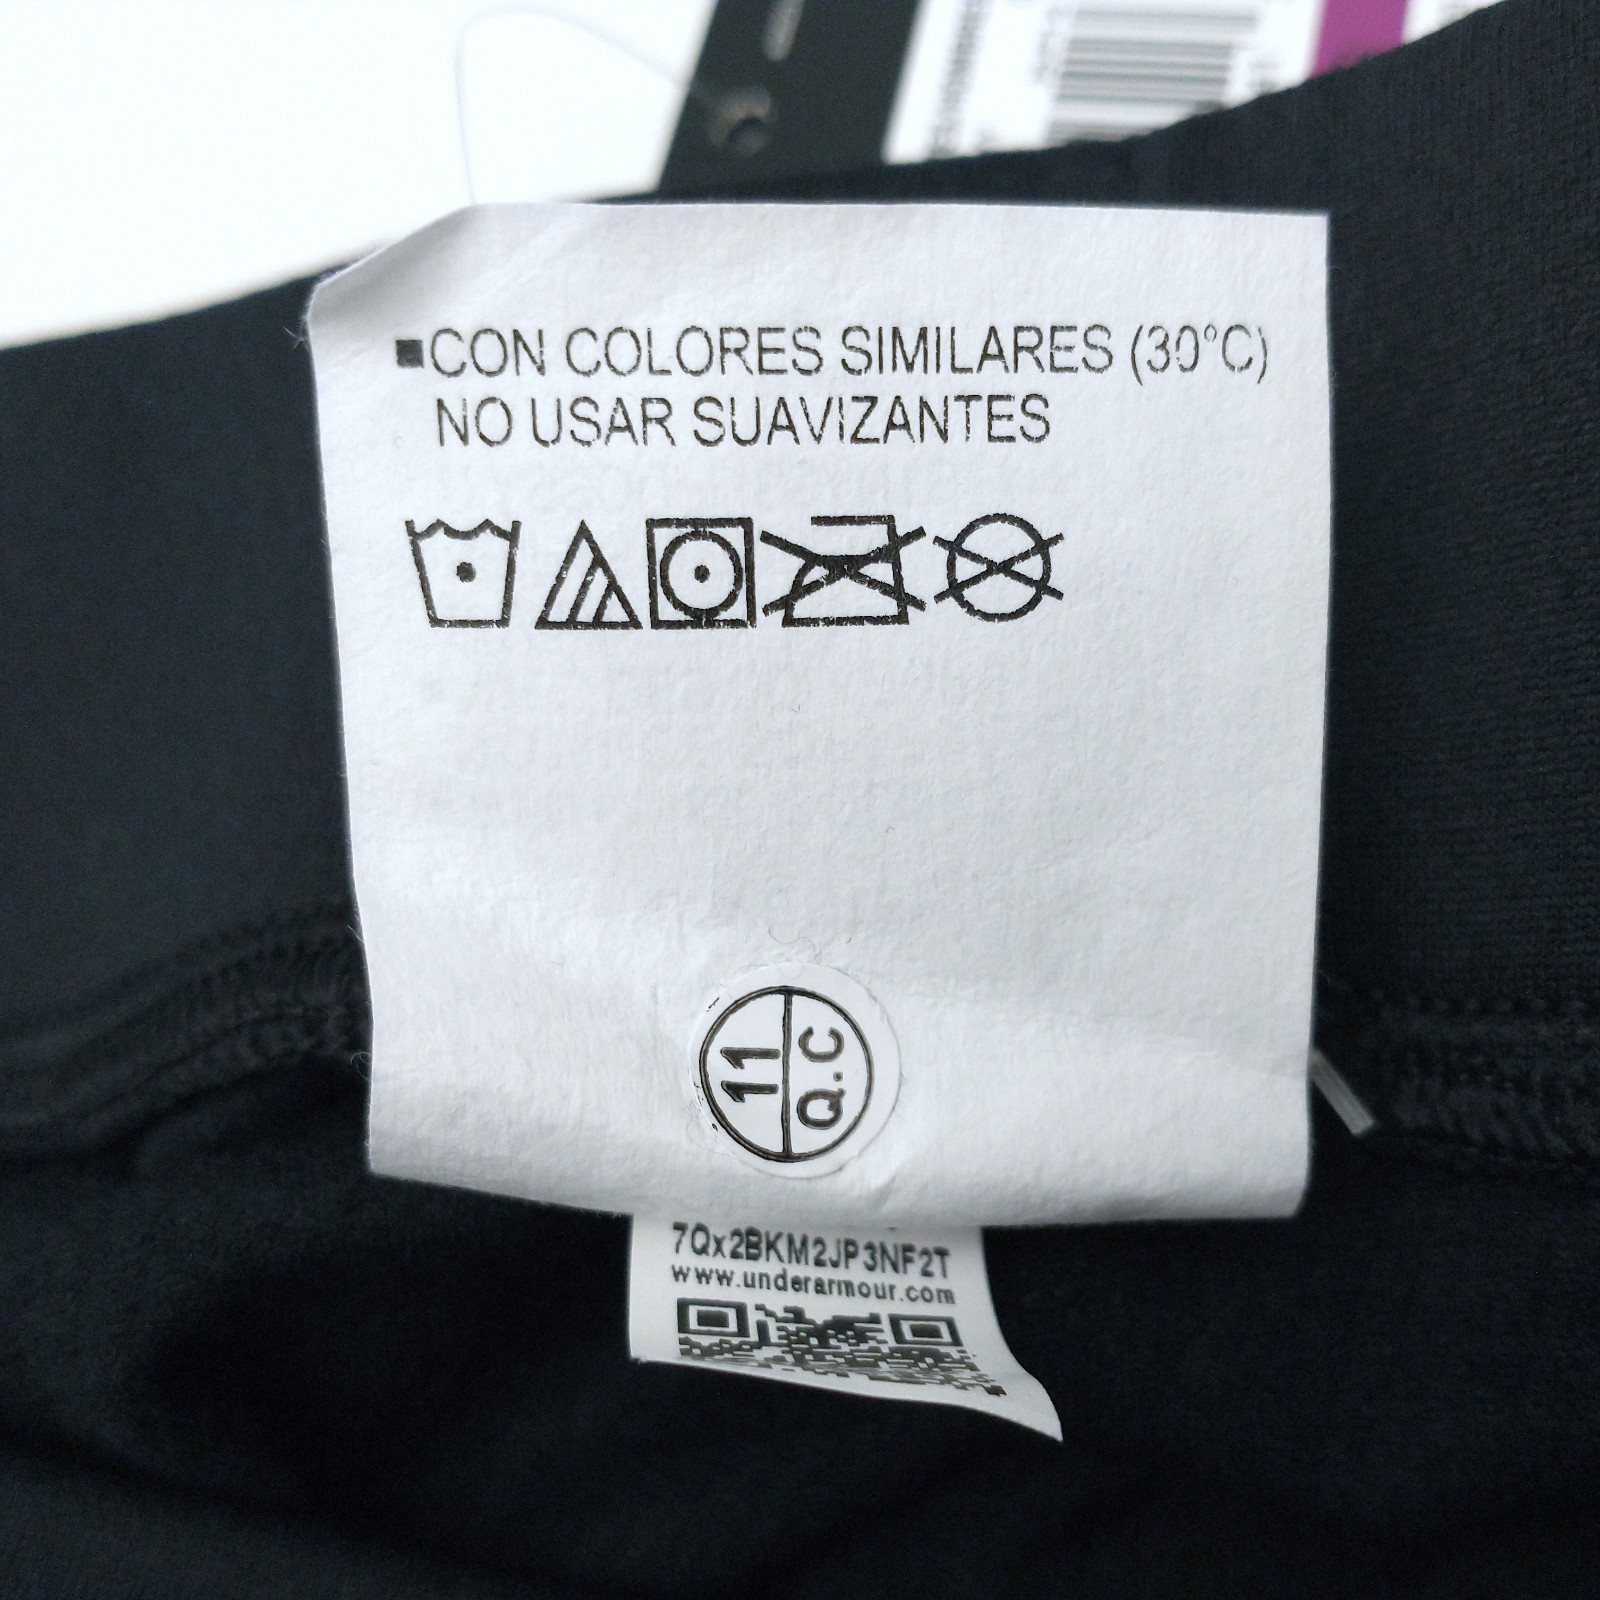 ■CON COLORES SIMILARES (30°C)
NO USAR SUAVIZANTES
11
Q.C
7Qx2BKM2JP3NF2T
www.underarmour.com